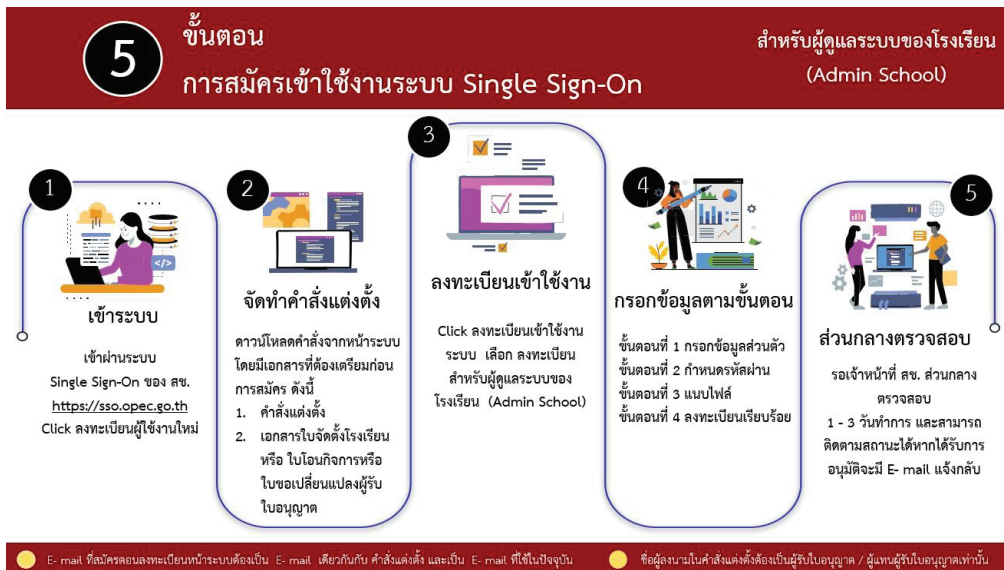 5
ขั้นตอน
การสมัครเข้าใช้งานระบบ Single Sign-On
สำหรับผู้ดูแลระบบของโรงเรียน
(Admin School)
1
เข้าระบบ
เข้าผ่านระบบ
Single Sign-On ของ สช.
https://sso.opec.go.th
Click ลงทะเบียนผู้ใช้งานใหม่
2
จัดทำคำสั่งแต่งตั้ง
ดาวน์โหลดคำสั่งจากหน้าระบบ
โดยมีเอกสารที่ต้องเตรียมก่อน
การสมัคร ดังนี้
1. คำสั่งแต่งตั้ง
2. เอกสารใบจัดตั้งโรงเรียน
หรือ ใบโอนกิจการหรือ
ใบขอเปลี่ยนแปลงผู้รับ
ใบอนุญาต
3
ลงทะเบียนเข้าใช้งาน
Click ลงทะเบียนเข้าใช้งาน
ระบบ เลือก ลงทะเบียน
สำหรับผู้ดูแลระบบของ
โรงเรียน (Admin School)
4
กรอกข้อมูลตามขั้นตอน
ขั้นตอนที่ 1 กรอกข้อมูลส่วนตัว
ขั้นตอนที่ 2 กำหนดรหัสผ่าน
ขั้นตอนที่ 3 แนบไฟล์
ขั้นตอนที่ 4 ลงทะเบียนเรียบร้อย
5
ส่วนกลางตรวจสอบ
รอเจ้าหน้าที่ สช. ส่วนกลาง
ตรวจสอบ
1 - 3 วันทำการ และสามารถ
ติดตามสถานะได้หากได้รับการ
อนุมัติจะมี E- mail แจ้งกลับ
E- mail ที่สมัครตอนลงทะเบียนหน้าระบบต้องเป็น E- mail เดียวกันกับ คำสั่งแต่งตั้ง และเป็น E- mail ที่ใช้ในปัจจุบัน
ชื่อผู้ลงนามในคำสั่งแต่งตั้งต้องเป็นผู้รับใบอนุญาต / ผู้แทนผู้รับใบอนุญาตเท่านั้น